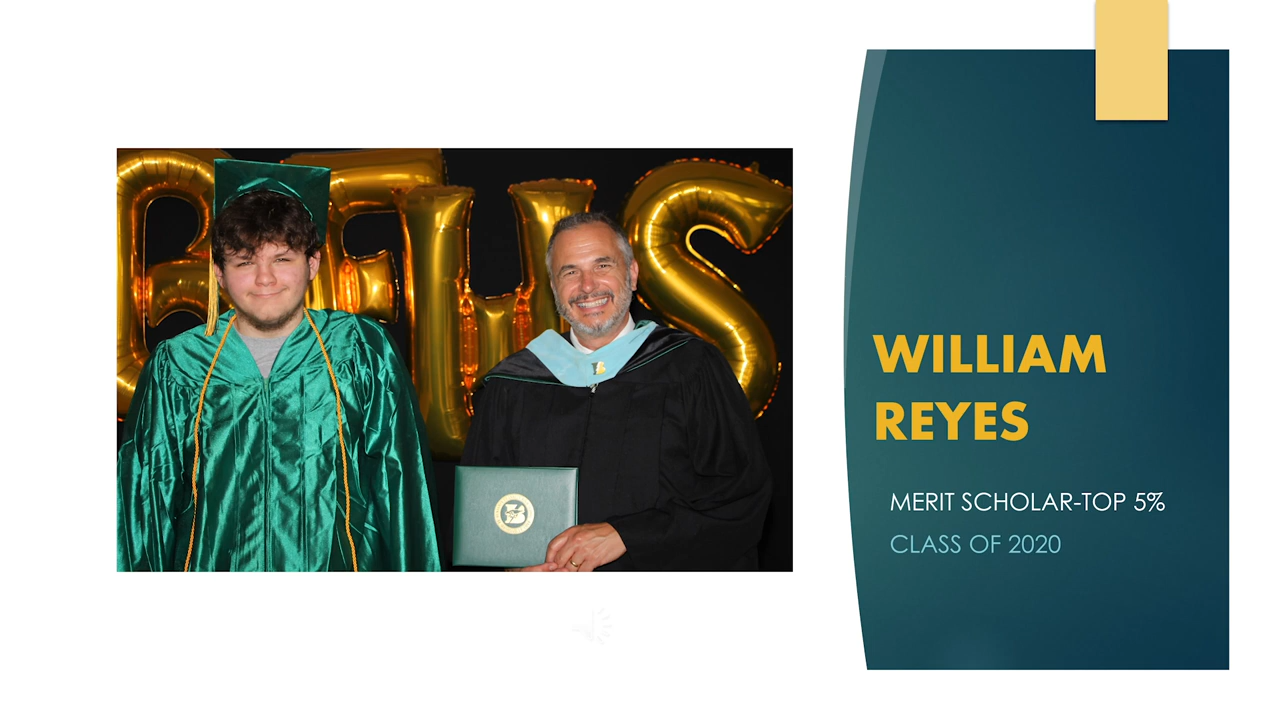 BFHS
WILLIAM
REYES
MERIT SCHOLAR-TOP 5%
CLASS OF 2020